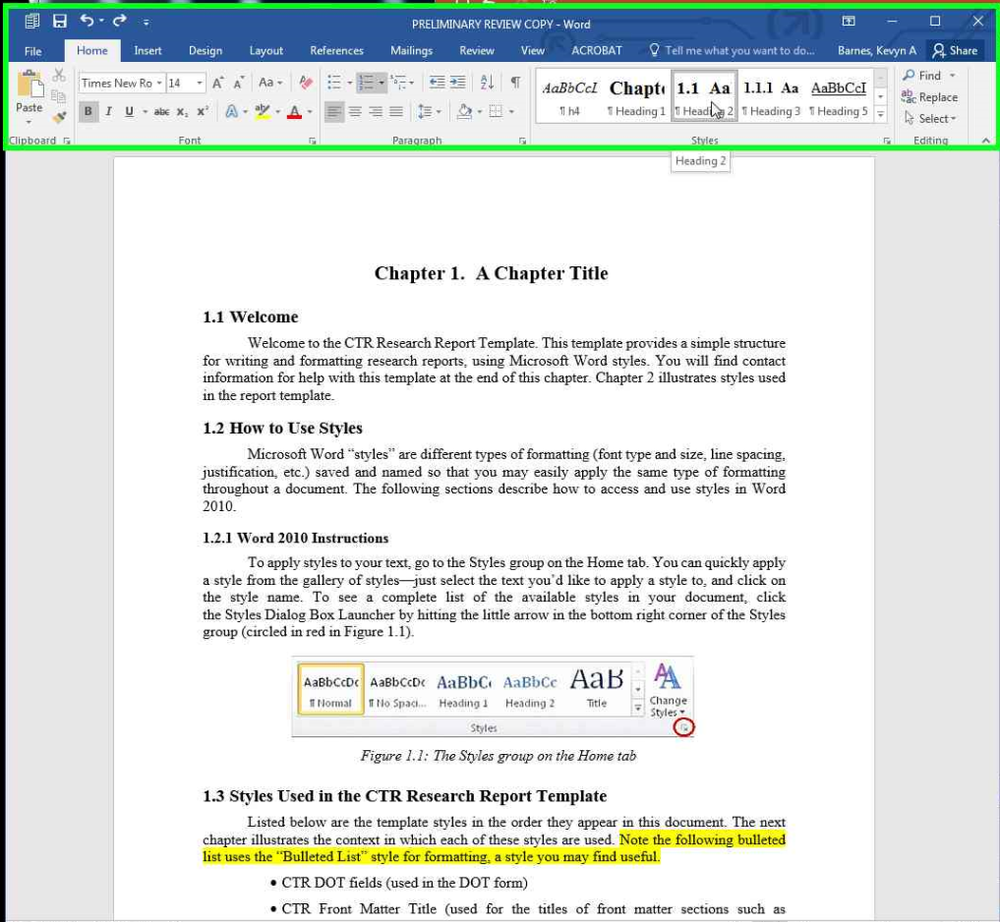 PRELIMINARY REVIEW COPY - Word
File Home Insert Design Layout References Mailings Review View ACROBAT Tell me what you want to do... Barnes, Kevyn A Share
Times New Ro 14 Aa AaBbCcI Chapt 1.1 Aa 1.1.1 Aa AaBbCcI Find
Paste B I U abc X₂ X² A aby A ¶ h4 ¶ Heading 1 ¶ Heading 2 ¶ Heading 3 ¶ Heading 5 Replace
Select
Clipboard Font Paragraph Styles Editing
Heading 2
Chapter 1. A Chapter Title
1.1 Welcome
Welcome to the CTR Research Report Template. This template provides a simple structure
for writing and formatting research reports, using Microsoft Word styles. You will find contact
information for help with this template at the end of this chapter. Chapter 2 illustrates styles used
in the report template.
1.2 How to Use Styles
Microsoft Word “styles” are different types of formatting (font type and size, line spacing,
justification, etc.) saved and named so that you may easily apply the same type of formatting
throughout a document. The following sections describe how to access and use styles in Word
2010.
1.2.1 Word 2010 Instructions
To apply styles to your text, go to the Styles group on the Home tab. You can quickly apply
a style from the gallery of styles—just select the text you’d like to apply a style to, and click on
the style name. To see a complete list of the available styles in your document, click
the Styles Dialog Box Launcher by hitting the little arrow in the bottom right corner of the Styles
group (circled in red in Figure 1.1).
AaBbCcDc AaBbCcDc AaBbCc AaBbCc AaB
¶ Normal ¶ No Spaci... Heading 1 Heading 2 Title Change
Styles
Styles
Figure 1.1: The Styles group on the Home tab
1.3 Styles Used in the CTR Research Report Template
Listed below are the template styles in the order they appear in this document. The next
chapter illustrates the context in which each of these styles are used. Note the following bulleted
list uses the “Bulleted List” style for formatting, a style you may find useful.
• CTR DOT fields (used in the DOT form)
• CTR Front Matter Title (used for the titles of front matter sections such as